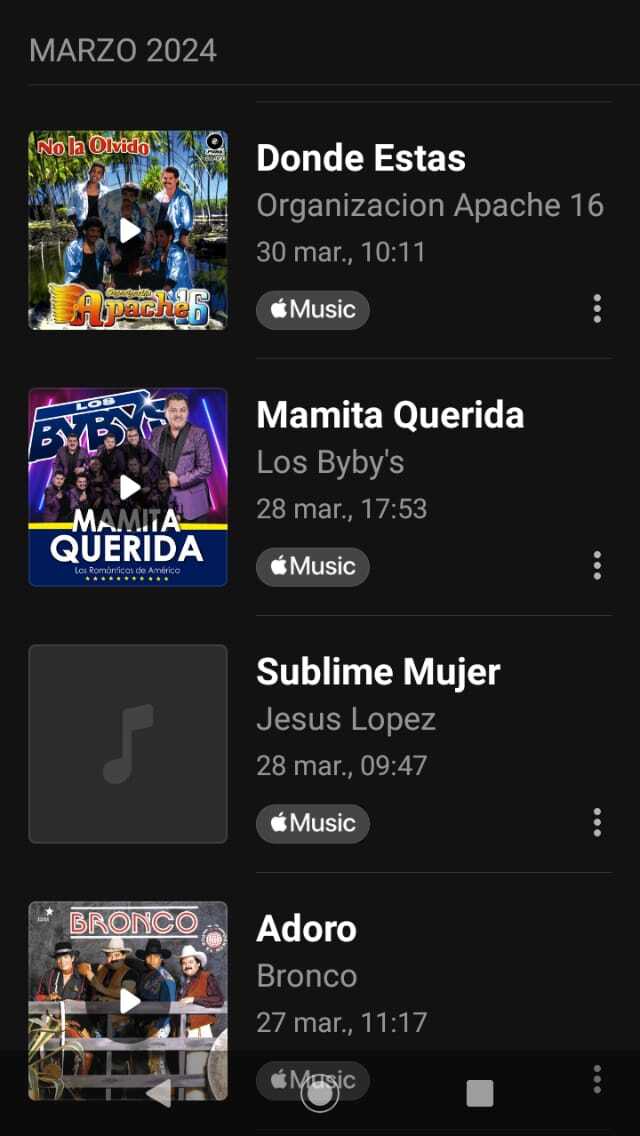 MARZO 2024
No la Olvido
Organización
Apache 16
Donde Estas
Organizacion Apache 16
30 mar., 10:11
Music
LOS
BYBY'S
MAMITA
QUERIDA
Los Románticos de América
Mamita Querida
Los Byby's
28 mar., 17:53
Music
Sublime Mujer
Jesus Lopez
28 mar., 09:47
Music
BRONCO
Adoro
Bronco
27 mar., 11:17
Music